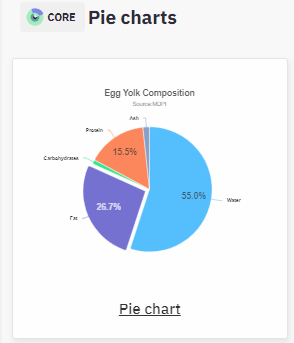 CORE Pie charts
Egg Yolk Composition
Source:MDPI
Ash
Protein
15.5%
Carbohydrates
55.0%
Water
26.7%
Fat
Pie chart